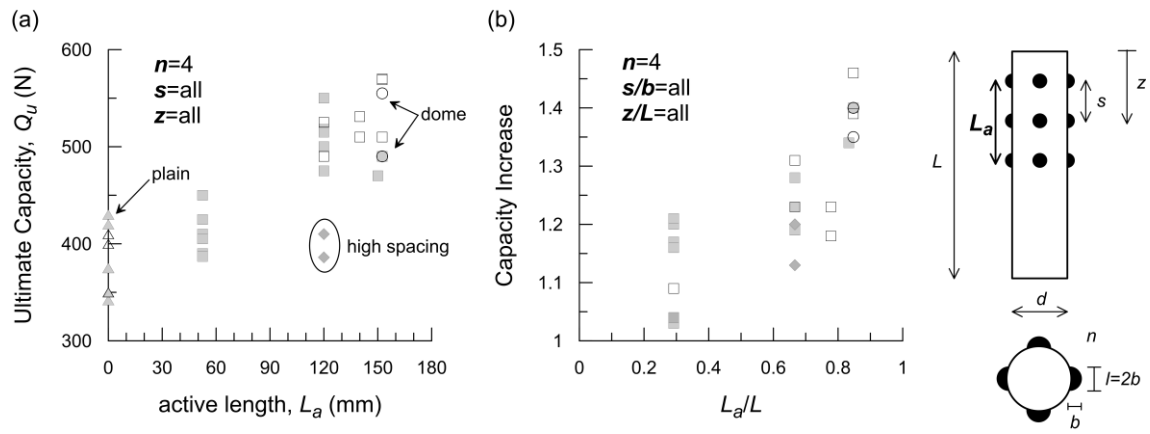 (a)
600
500
400
300
Ultimate Capacity, Qu (N)
n=4
s=all
z=all
plain
dome
high spacing
0 30 60 90 120 150 180
active length, La (mm)
(b)
1.5
1.4
1.3
1.2
1.1
1
Capacity Increase
n=4
s/b=all
z/L=all
0 0.2 0.4 0.6 0.8 1
La/L
L
La
s
z
d
n
l=2b
b